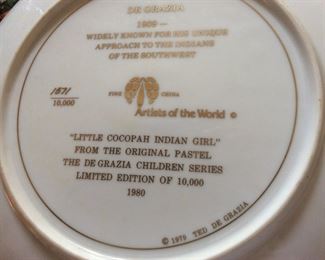 DE GRAZIA
1909 —
WIDELY KNOWN FOR HIS UNIQUE
APPROACH TO THE INDIANS
OF THE SOUTHWEST
1571/10,000
FINE CHINA
Artists of the World ©
"LITTLE COCOPAH INDIAN GIRL"
FROM THE ORIGINAL PASTEL
THE DE GRAZIA CHILDREN SERIES
LIMITED EDITION OF 10,000
1980
© 1979 TED DE GRAZIA